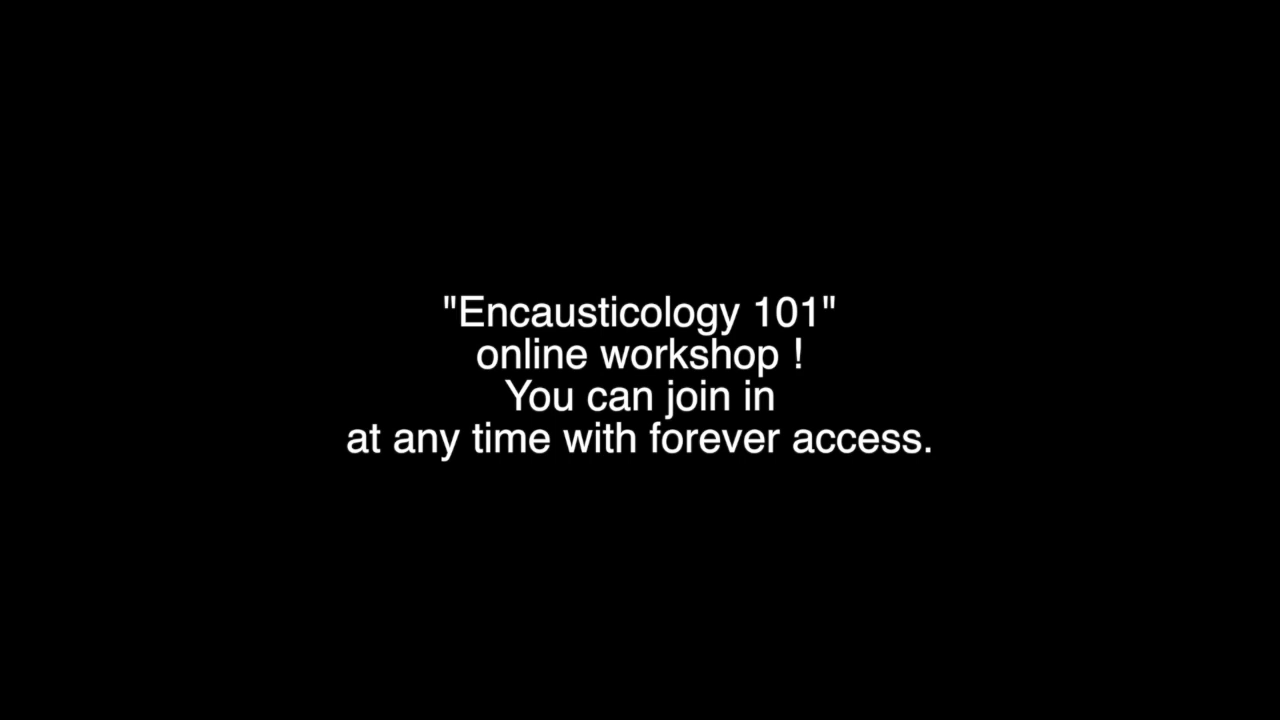 "Encausticology 101"
online workshop !
You can join in
at any time with forever access.